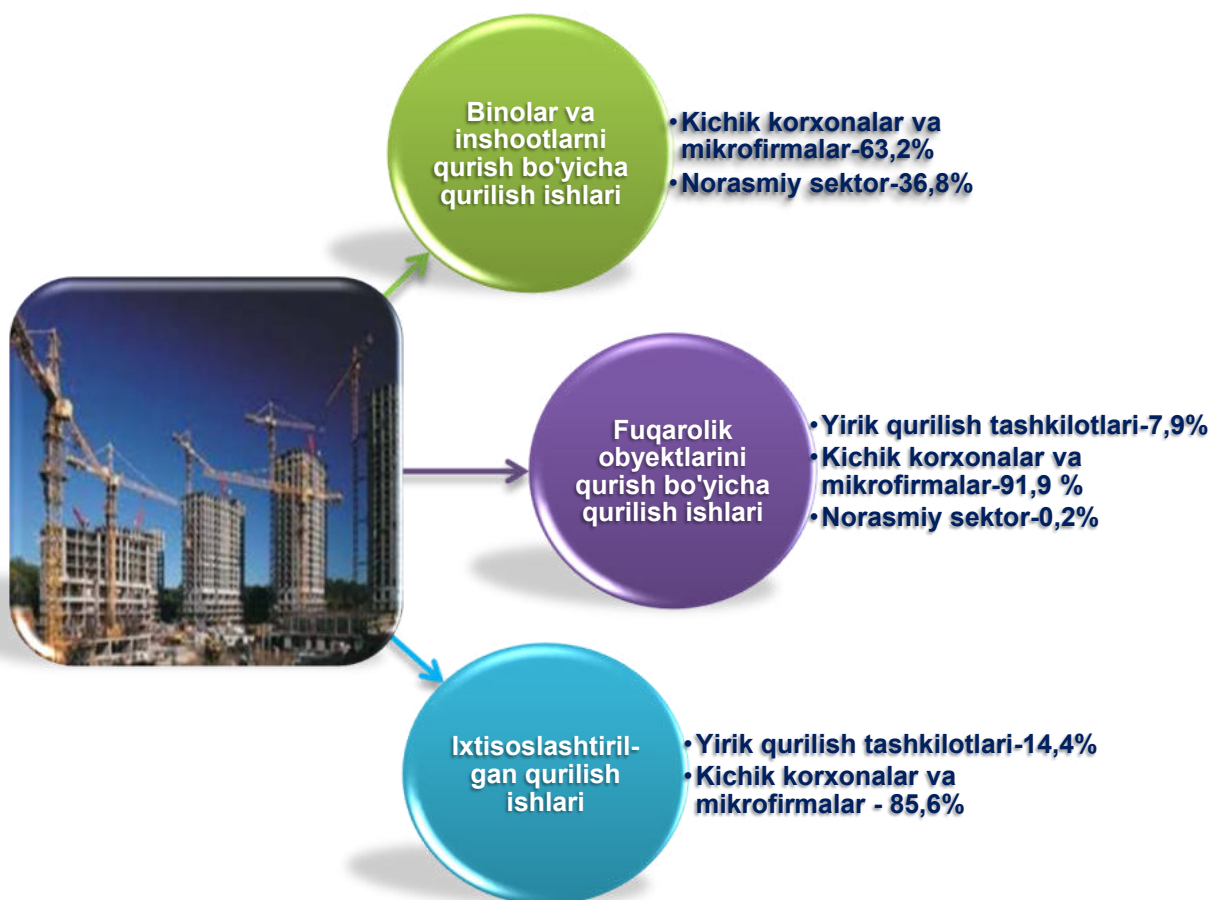 Binolar va
inshootlarni
qurish bo'yicha
qurilish ishlari
•Kichik korxonalar va
mikrofirmalar-63,2%
•Norasmiy sektor-36,8%
Fuqarolik
obyektlarini
qurish bo'yicha
qurilish ishlari
•Yirik qurilish tashkilotlari-7,9%
•Kichik korxonalar va
mikrofirmalar-91,9 %
•Norasmiy sektor-0,2%
Ixtisoslashtiril-
gan qurilish
ishlari
•Yirik qurilish tashkilotlari-14,4%
•Kichik korxonalar va
mikrofirmalar - 85,6%